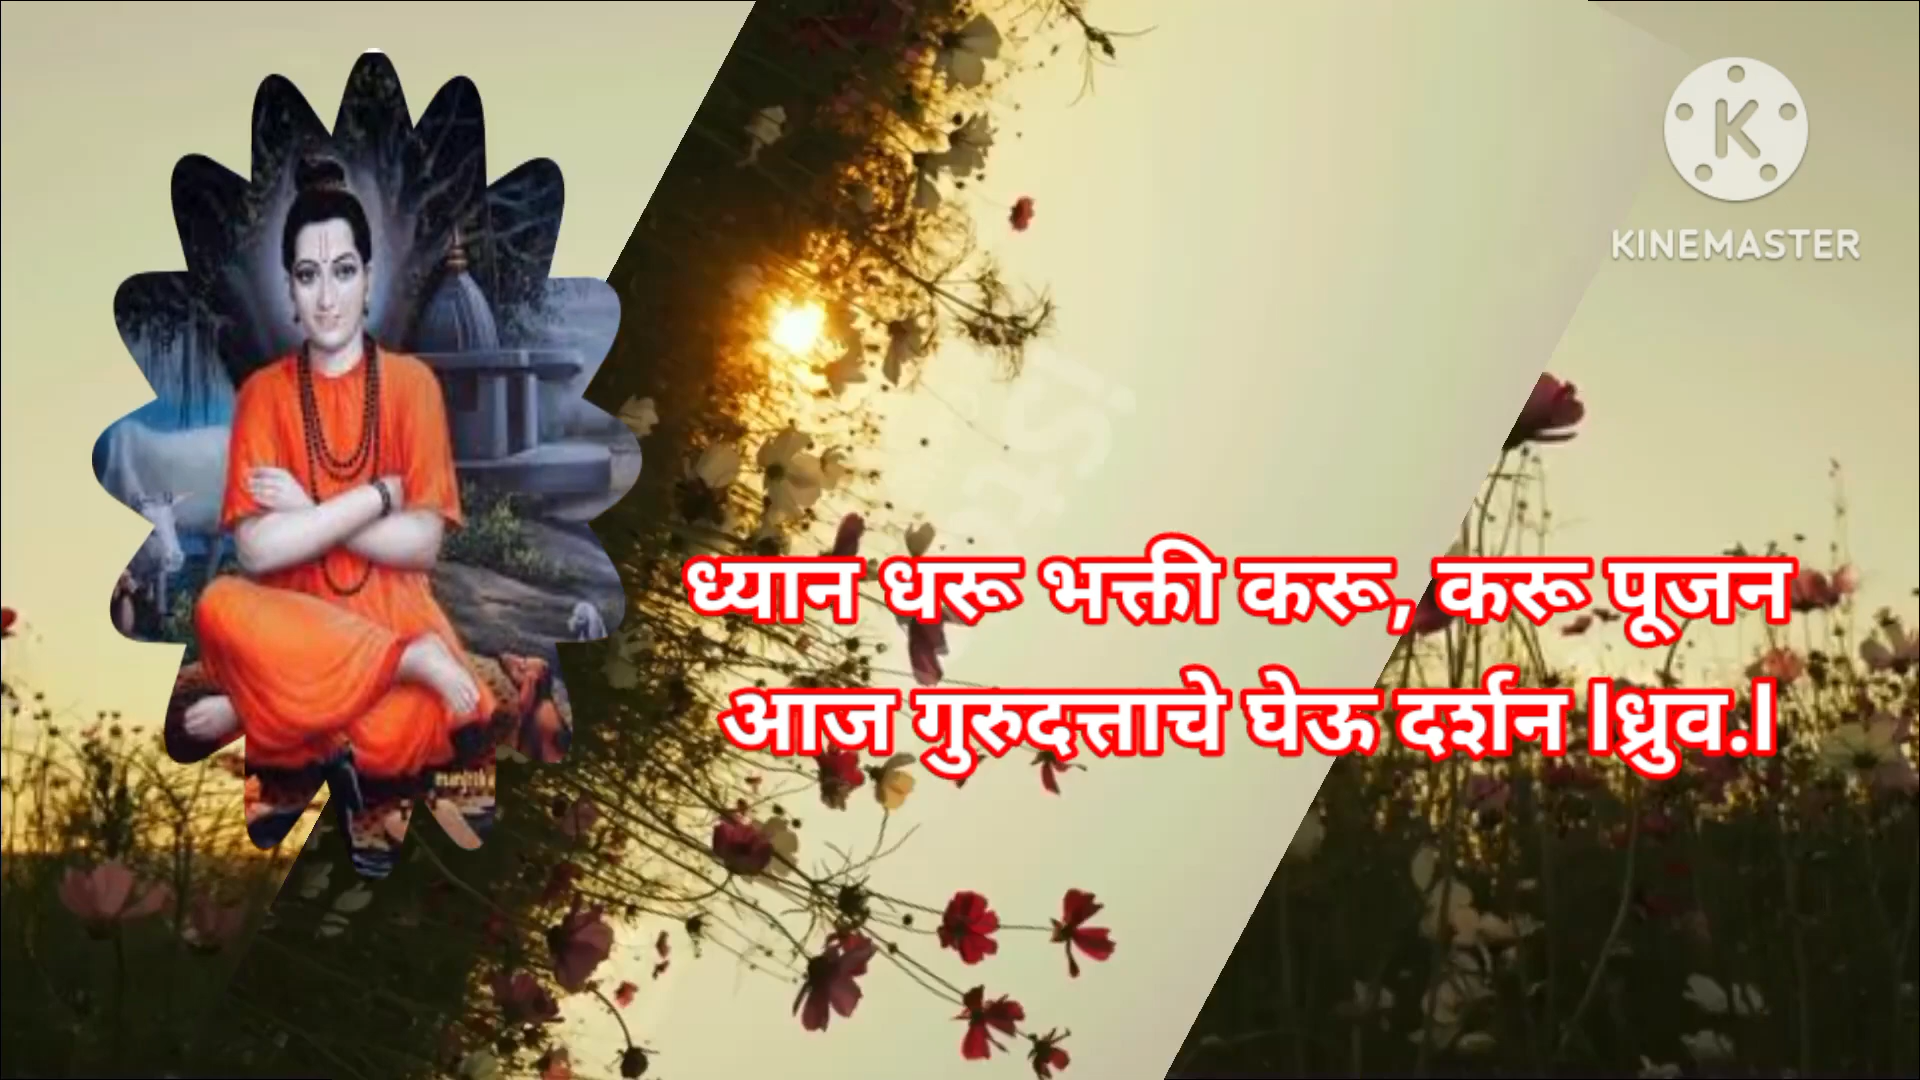 KINEMASTER
ध्यान धरू भक्ती करू, करू पूजन
आज गुरुदत्ताचे घेऊ दर्शन |ध्रुव.|